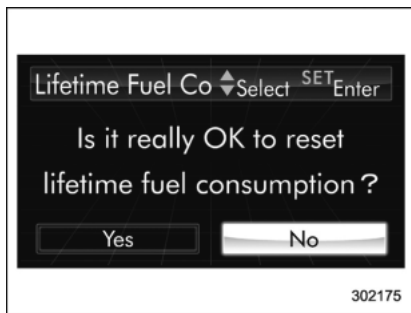 Lifetime Fuel Co Select SET Enter
Is it really OK to reset
lifetime fuel consumption?
Yes No
302175